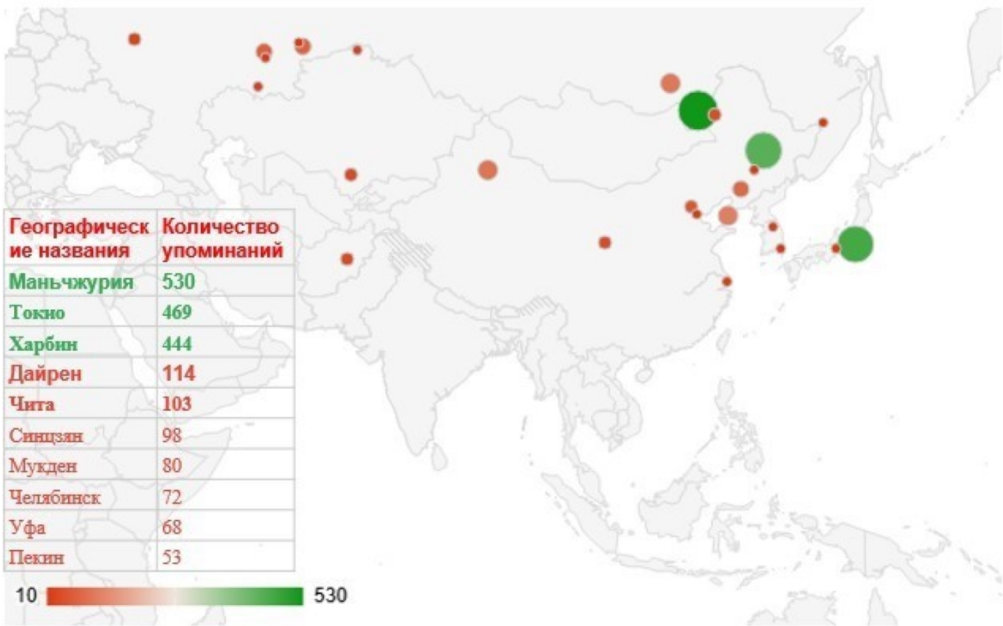 Географическ Количество
ие названия упоминаний
Маньчжурия 530
Токио 469
Харбин 444
Дайрен 114
Чита 103
Синцзян 98
Мукден 80
Челябинск 72
Уфа 68
Пекин 53
10 530